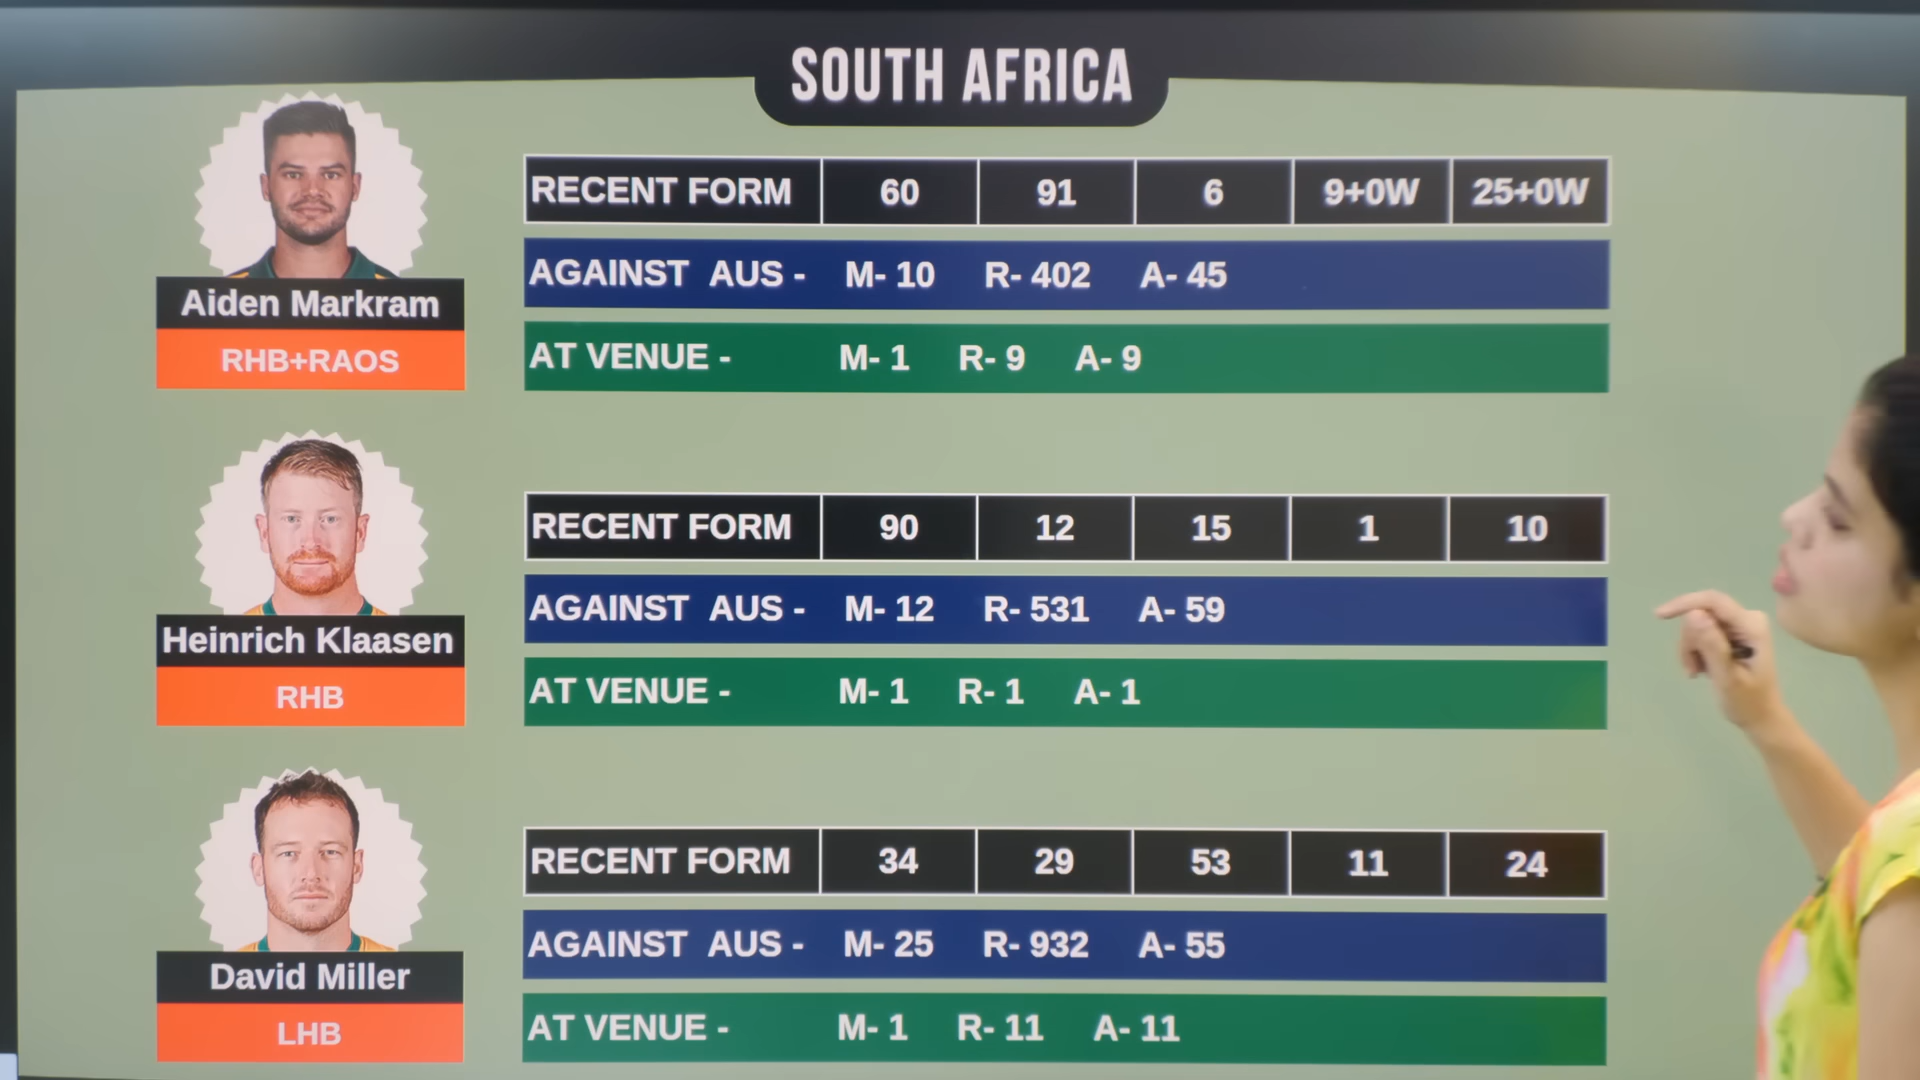 SOUTH AFRICA
Aiden Markram
RHB+RAOS
RECENT FORM 60 91 6 9+0W 25+0W
AGAINST AUS - M- 10 R- 402 A- 45
AT VENUE - M- 1 R- 9 A- 9
Heinrich Klaasen
RHB
RECENT FORM 90 12 15 1 10
AGAINST AUS - M- 12 R- 531 A- 59
AT VENUE - M- 1 R- 1 A- 1
David Miller
LHB
RECENT FORM 34 29 53 11 24
AGAINST AUS - M- 25 R- 932 A- 55
AT VENUE - M- 1 R- 11 A- 11